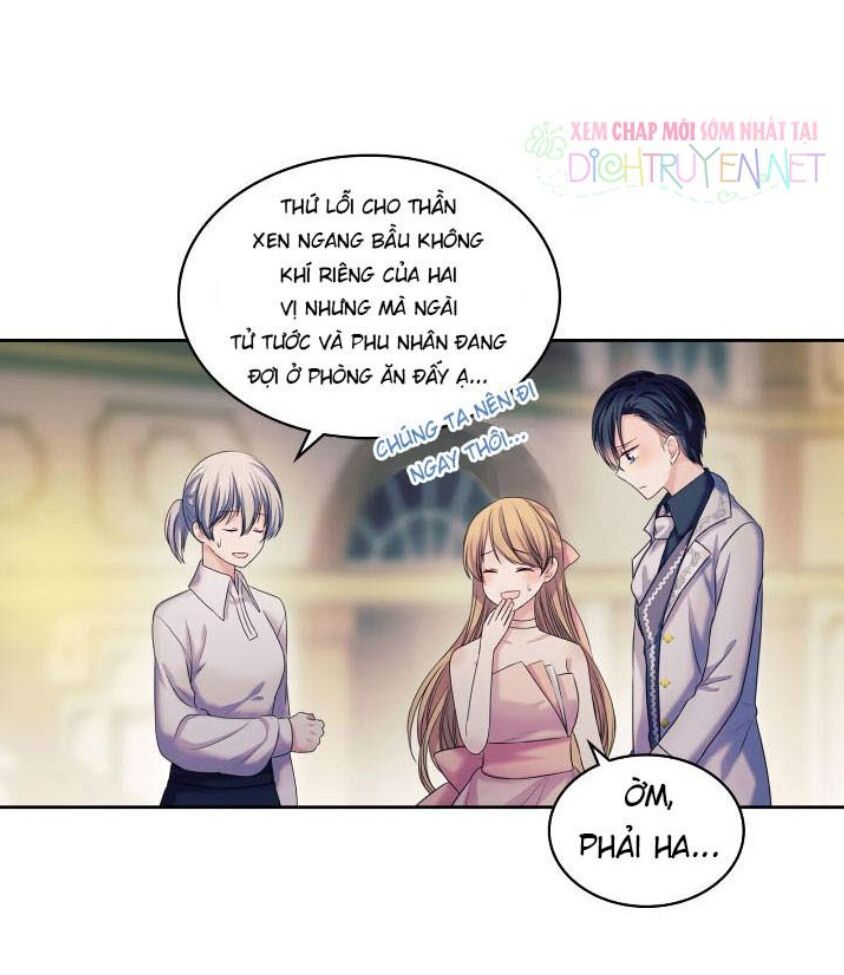 XEM CHAP MỚI SỚM NHẤT TẠI
DICHTRUYEN.NET
THỨ LỖI CHO THẦN
XEN NGANG BẦU KHÔNG
KHÍ RIÊNG CỦA HAI
VỊ NHƯNG MÀ NGÀI
TỬ TƯỚC VÀ PHU NHÂN ĐANG
ĐỢI Ở PHÒNG ĂN ĐẤY Ạ...
CHÚNG TA NÊN ĐI
NGAY THÔI...
ỜM,
PHẢI HA...